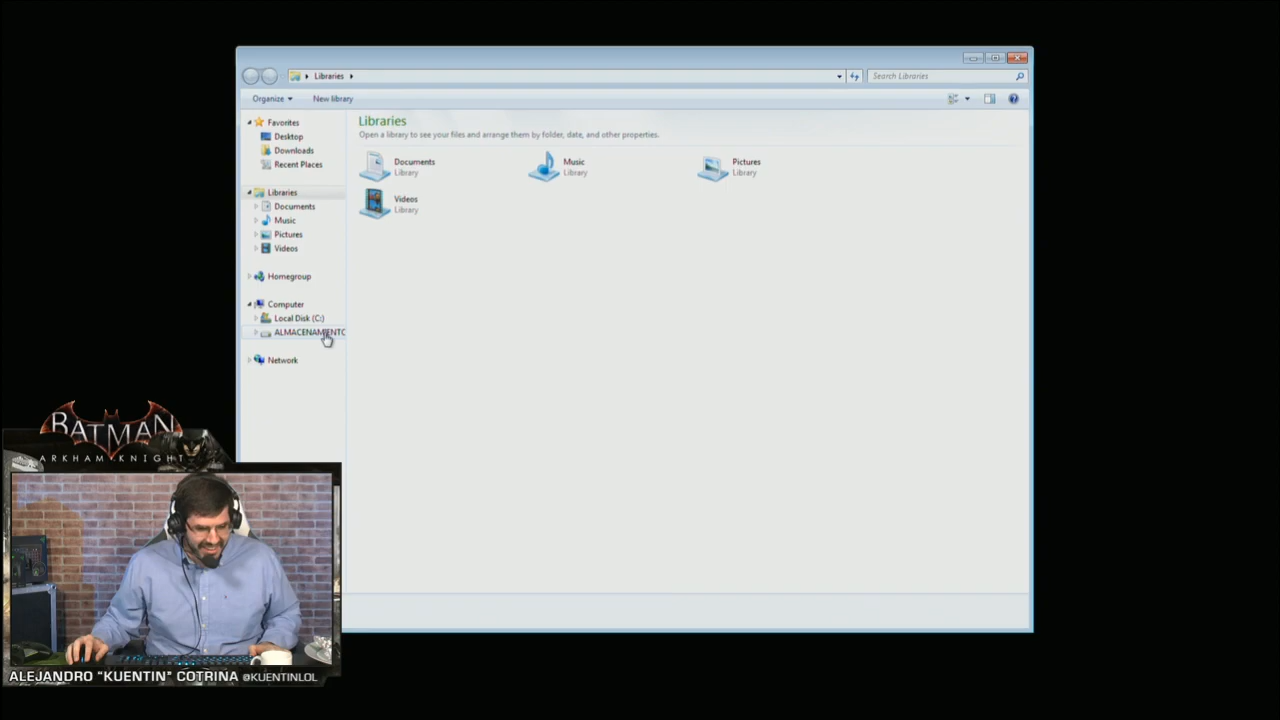 Libraries
Search Libraries
Organize
New library
Favorites
Desktop
Downloads
Recent Places
Libraries
Documents
Music
Pictures
Videos
Homegroup
Computer
Local Disk (C:)
ALMACENAMIENTO
Network
Libraries
Open a library to see your files and arrange them by folder, date, and other properties.
Documents
Library
Music
Library
Pictures
Library
Videos
Library
BATMAN
ARKHAM KNIGHT
ALEJANDRO “KUENTIN” COTRINA @KUENTINLOL